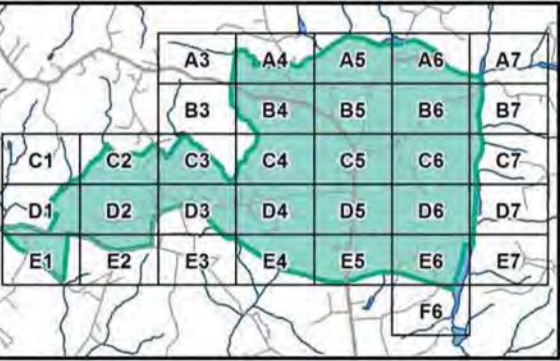 A3 A4 A5 A6 A7
B3 B4 B5 B6 B7
C1 C2 C3 C4 C5 C6 C7
D1 D2 D3 D4 D5 D6 D7
E1 E2 E3 E4 E5 E6 E7
F6